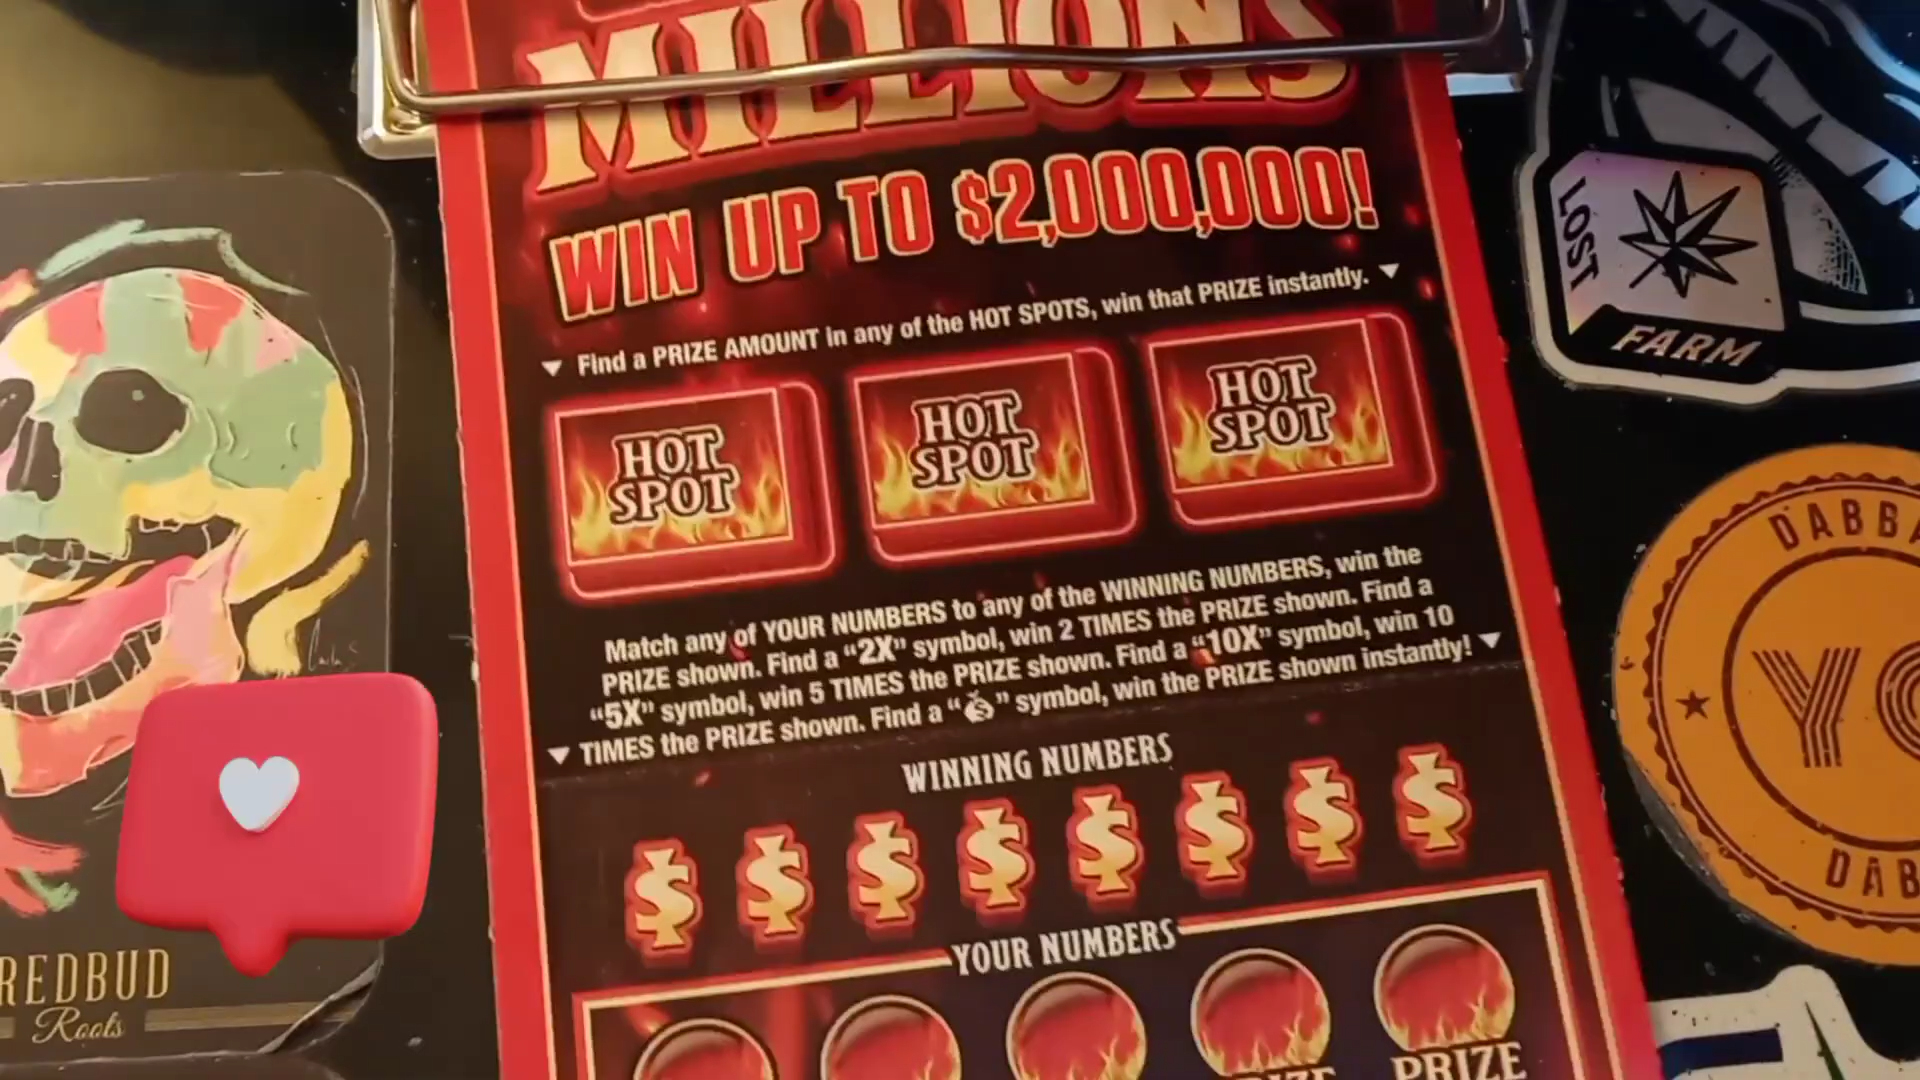 MILLIONS
WIN UP TO $2,000,000!
Find a PRIZE AMOUNT in any of the HOT SPOTS, win that PRIZE instantly.
HOT
SPOT
HOT
SPOT
HOT
SPOT
Match any of YOUR NUMBERS to any of the WINNING NUMBERS, win the
PRIZE shown. Find a “2X” symbol, win 2 TIMES the PRIZE shown. Find a
“5X” symbol, win 5 TIMES the PRIZE shown. Find a “10X” symbol, win 10
TIMES the PRIZE shown. Find a “💰” symbol, win the PRIZE shown instantly!
WINNING NUMBERS
$ $ $ $ $ $ $ $
YOUR NUMBERS
PRIZE
REDBUD
Roots
LOST
FARM
DABBA
YO
DAB